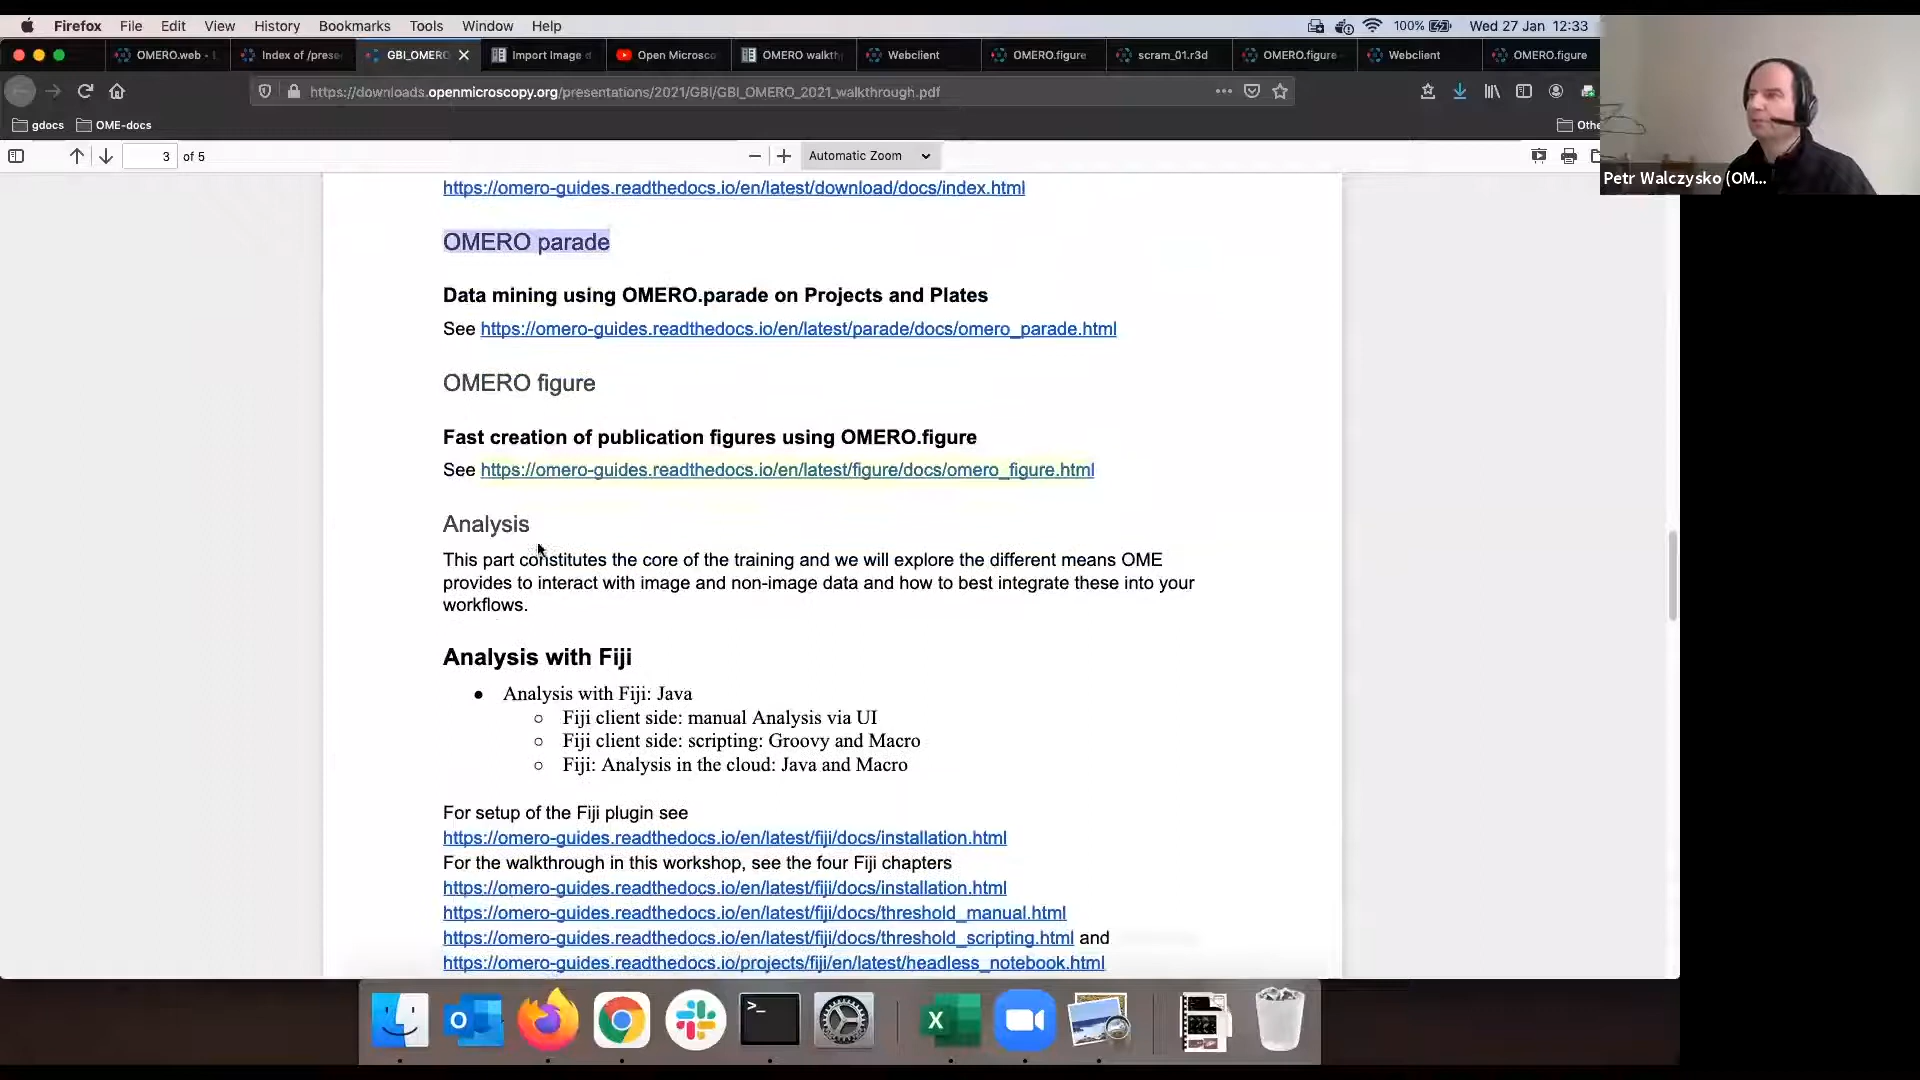 Firefox File Edit View History Bookmarks Tools Window Help 100% Wed 27 Jan 12:33
OMERO.web - Index of /prese GBI_OMERO Import Image d Open Microsco OMERO walkth Webclient OMERO.figure scram_01.r3d OMERO.figure Webclient OMERO.figure
https://downloads.openmicroscopy.org/presentations/2021/GBI/GBI_OMERO_2021_walkthrough.pdf
gdocs OME-docs Othe
3 of 5 Automatic Zoom
Petr Walczysko (OM...
https://omero-guides.readthedocs.io/en/latest/download/docs/index.html
OMERO parade
Data mining using OMERO.parade on Projects and Plates
See https://omero-guides.readthedocs.io/en/latest/parade/docs/omero_parade.html
OMERO figure
Fast creation of publication figures using OMERO.figure
See https://omero-guides.readthedocs.io/en/latest/figure/docs/omero_figure.html
Analysis
This part constitutes the core of the training and we will explore the different means OME
provides to interact with image and non-image data and how to best integrate these into your
workflows.
Analysis with Fiji
● Analysis with Fiji: Java
○ Fiji client side: manual Analysis via UI
○ Fiji client side: scripting: Groovy and Macro
○ Fiji: Analysis in the cloud: Java and Macro
For setup of the Fiji plugin see
https://omero-guides.readthedocs.io/en/latest/fiji/docs/installation.html
For the walkthrough in this workshop, see the four Fiji chapters
https://omero-guides.readthedocs.io/en/latest/fiji/docs/installation.html
https://omero-guides.readthedocs.io/en/latest/fiji/docs/threshold_manual.html
https://omero-guides.readthedocs.io/en/latest/fiji/docs/threshold_scripting.html and
https://omero-guides.readthedocs.io/projects/fiji/en/latest/headless_notebook.html